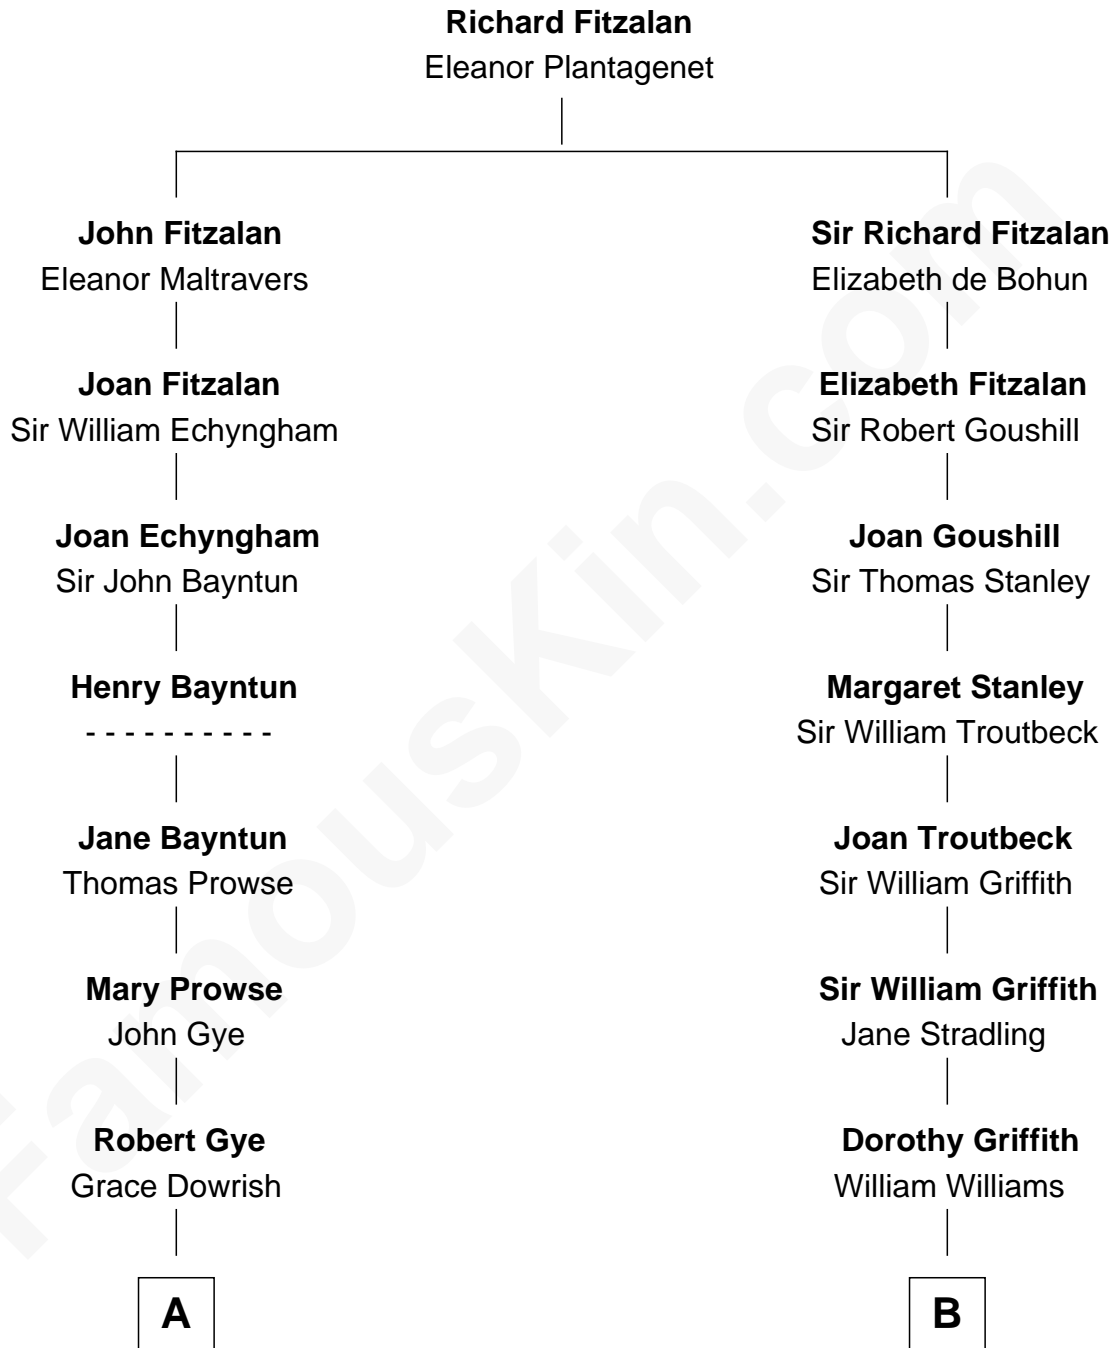 Richard Fitzalan
Eleanor Plantagenet
John Fitzalan
Eleanor Maltravers
Sir Richard Fitzalan
Elizabeth de Bohun
Joan Fitzalan
Sir William Echyngham
Elizabeth Fitzalan
Sir Robert Goushill
Joan Echyngham
Sir John Bayntun
Joan Goushill
Sir Thomas Stanley
Henry Bayntun
- - - - - - - - - -
Margaret Stanley
Sir William Troutbeck
Jane Bayntun
Thomas Prowse
Joan Troutbeck
Sir William Griffith
Mary Prowse
John Gye
Sir William Griffith
Jane Stradling
Robert Gye
Grace Dowrish
Dorothy Griffith
William Williams
A
B
FamousKin.com